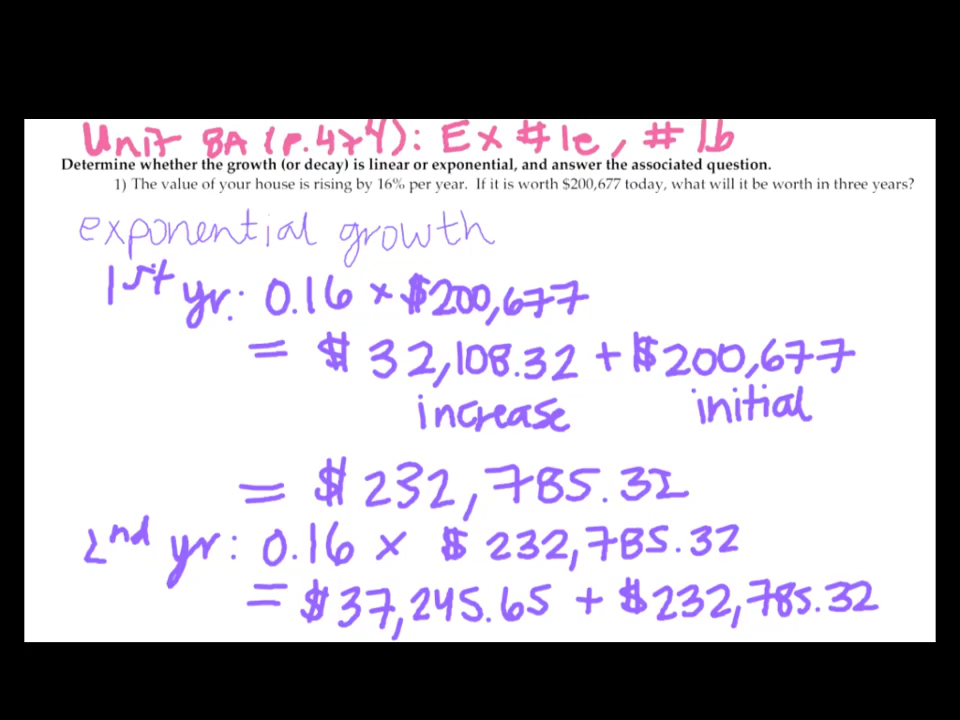 Unit 8A (p.474): Ex #1e, #1b
Determine whether the growth (or decay) is linear or exponential, and answer the associated question.
1) The value of your house is rising by 16% per year. If it is worth $200,677 today, what will it be worth in three years?
exponential growth
1st yr: 0.16 × $200,677
= $32,108.32 + $200,677
increase initial
= $232,785.32
2nd yr: 0.16 × $232,785.32
= $37,245.65 + $232,785.32